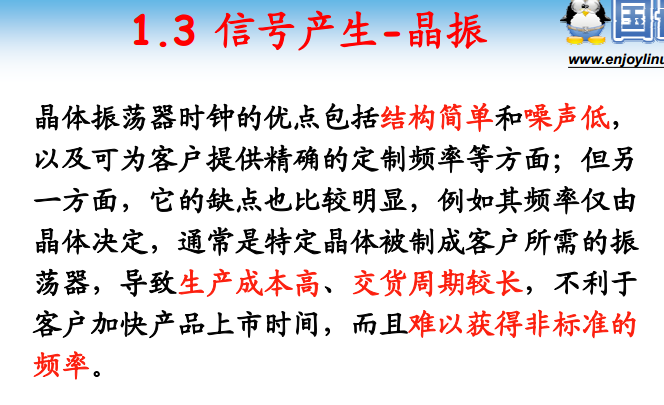 1.3 信号产生-晶振
国
www.enjoylinu
晶体振荡器时钟的优点包括结构简单和噪声低，
以及可为客户提供精确的定制频率等方面；但另
一方面，它的缺点也比较明显，例如其频率仅由
晶体决定，通常是特定晶体被制成客户所需的振
荡器，导致生产成本高、交货周期较长，不利于
客户加快产品上市时间，而且难以获得非标准的
频率。